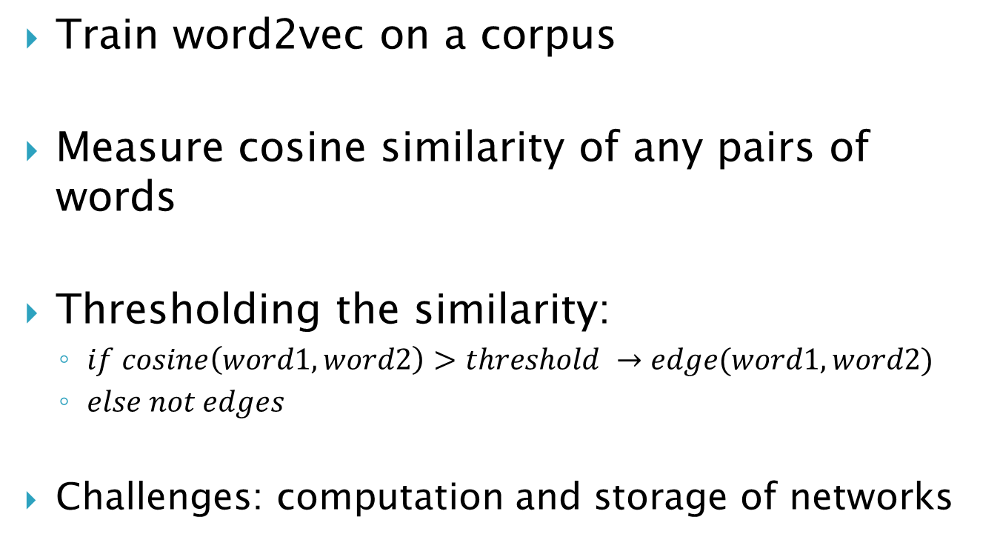 Train word2vec on a corpus
Measure cosine similarity of any pairs of
words
Thresholding the similarity:
if cosine(word1, word2) > threshold → edge(word1, word2)
else not edges
Challenges: computation and storage of networks